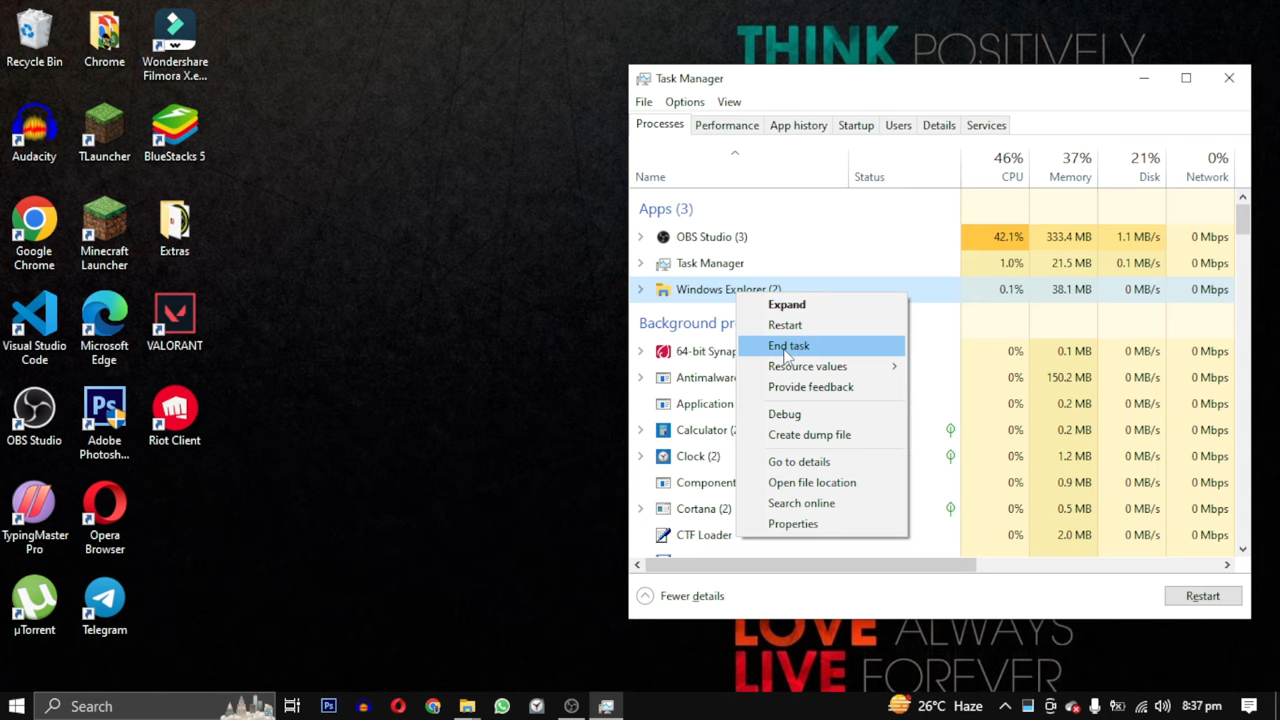 THINK POSITIVELY
Recycle Bin
Chrome
Wondershare
Filmora X.e...
Audacity
TLauncher
BlueStacks 5
Google
Chrome
Minecraft
Launcher
Extras
Visual Studio
Code
Microsoft
Edge
VALORANT
OBS Studio
Ps
Adobe
Photosh...
Riot Client
TypingMaster
Pro
Opera
Browser
µTorrent
Telegram
Task Manager
File Options View
Processes Performance App history Startup Users Details Services
46% 37% 21% 0%
Name Status CPU Memory Disk Network
Apps (3)
OBS Studio (3) 42.1% 333.4 MB 1.1 MB/s 0 Mbps
Task Manager 1.0% 21.5 MB 0.1 MB/s 0 Mbps
Windows Explorer (2) 0.1% 38.1 MB 0 MB/s 0 Mbps
Background pr
64-bit Synap 0% 0.1 MB 0 MB/s 0 Mbps
Antimalwar 0% 150.2 MB 0 MB/s 0 Mbps
Application 0% 0.2 MB 0 MB/s 0 Mbps
Calculator (2 0% 0.2 MB 0 MB/s 0 Mbps
Clock (2) 0% 1.2 MB 0 MB/s 0 Mbps
Component 0% 0.9 MB 0 MB/s 0 Mbps
Cortana (2) 0% 0.5 MB 0 MB/s 0 Mbps
CTF Loader 0% 2.0 MB 0 MB/s 0 Mbps
Expand
Restart
End task
Resource values
Provide feedback
Debug
Create dump file
Go to details
Open file location
Search online
Properties
Fewer details
Restart
LOVE ALWAYS
LIVE FOREVER
Search
Ps
26°C Haze
8:37 pm